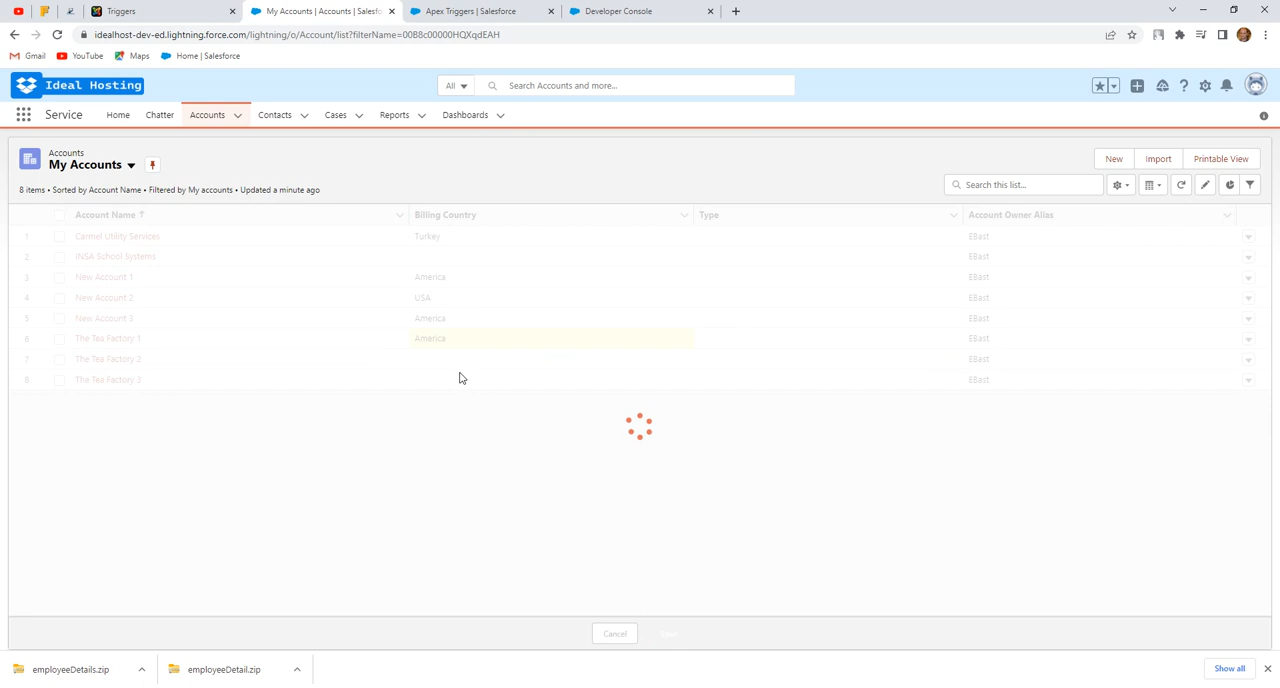 Triggers
My Accounts | Accounts | Salesfo
Apex Triggers | Salesforce
Developer Console
idealhost-dev-ed.lightning.force.com/lightning/o/Account/list?filterName=00B8c00000HQXqdEAH
Gmail
YouTube
Maps
Home | Salesforce
Ideal Hosting
All
Search Accounts and more...
Service
Home
Chatter
Accounts
Contacts
Cases
Reports
Dashboards
Accounts
My Accounts
New
Import
Printable View
8 items • Sorted by Account Name • Filtered by My accounts • Updated a minute ago
Search this list...
Account Name ↑
Billing Country
Type
Account Owner Alias
1 Carmel Utility Services Turkey EBast
2 INSA School Systems EBast
3 New Account 1 America EBast
4 New Account 2 USA EBast
5 New Account 3 America EBast
6 The Tea Factory 1 America EBast
7 The Tea Factory 2 EBast
8 The Tea Factory 3 EBast
Cancel
Save
employeeDetails.zip
employeeDetail.zip
Show all